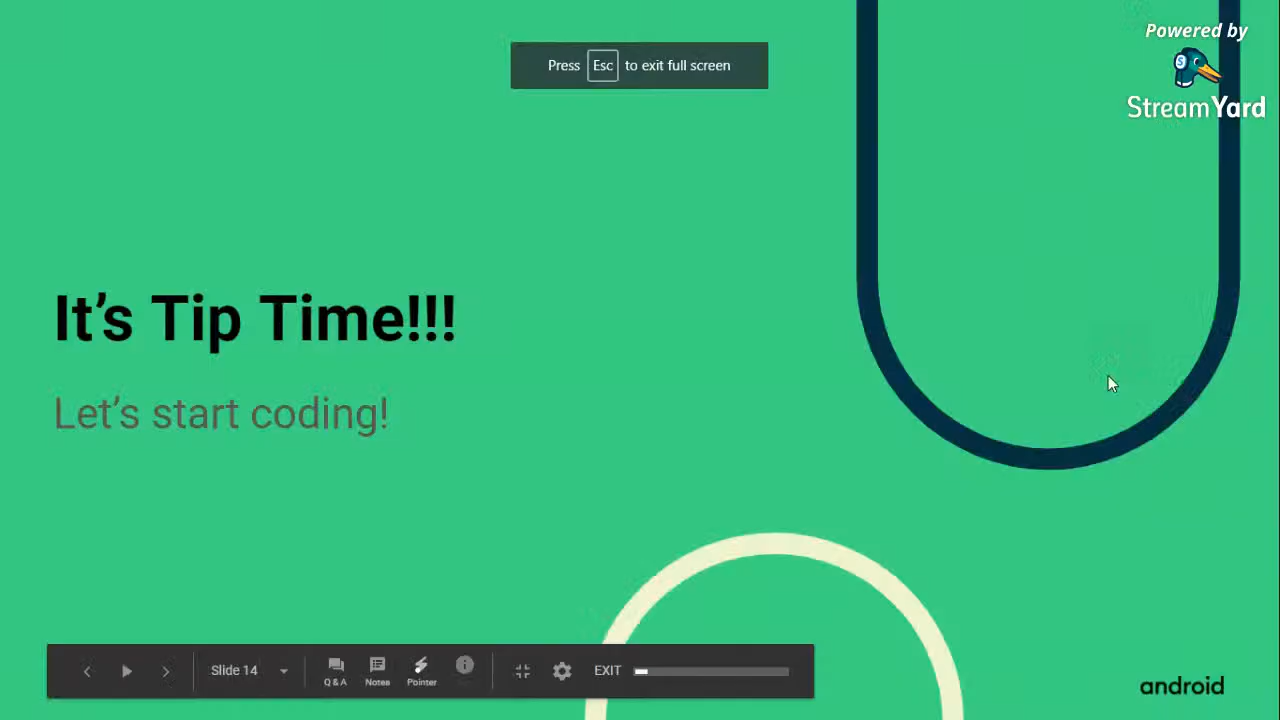 Powered by
StreamYard
Press Esc to exit full screen
It's Tip Time!!!
Let's start coding!
Slide 14
Q & A
Notes
Pointer
EXIT
android